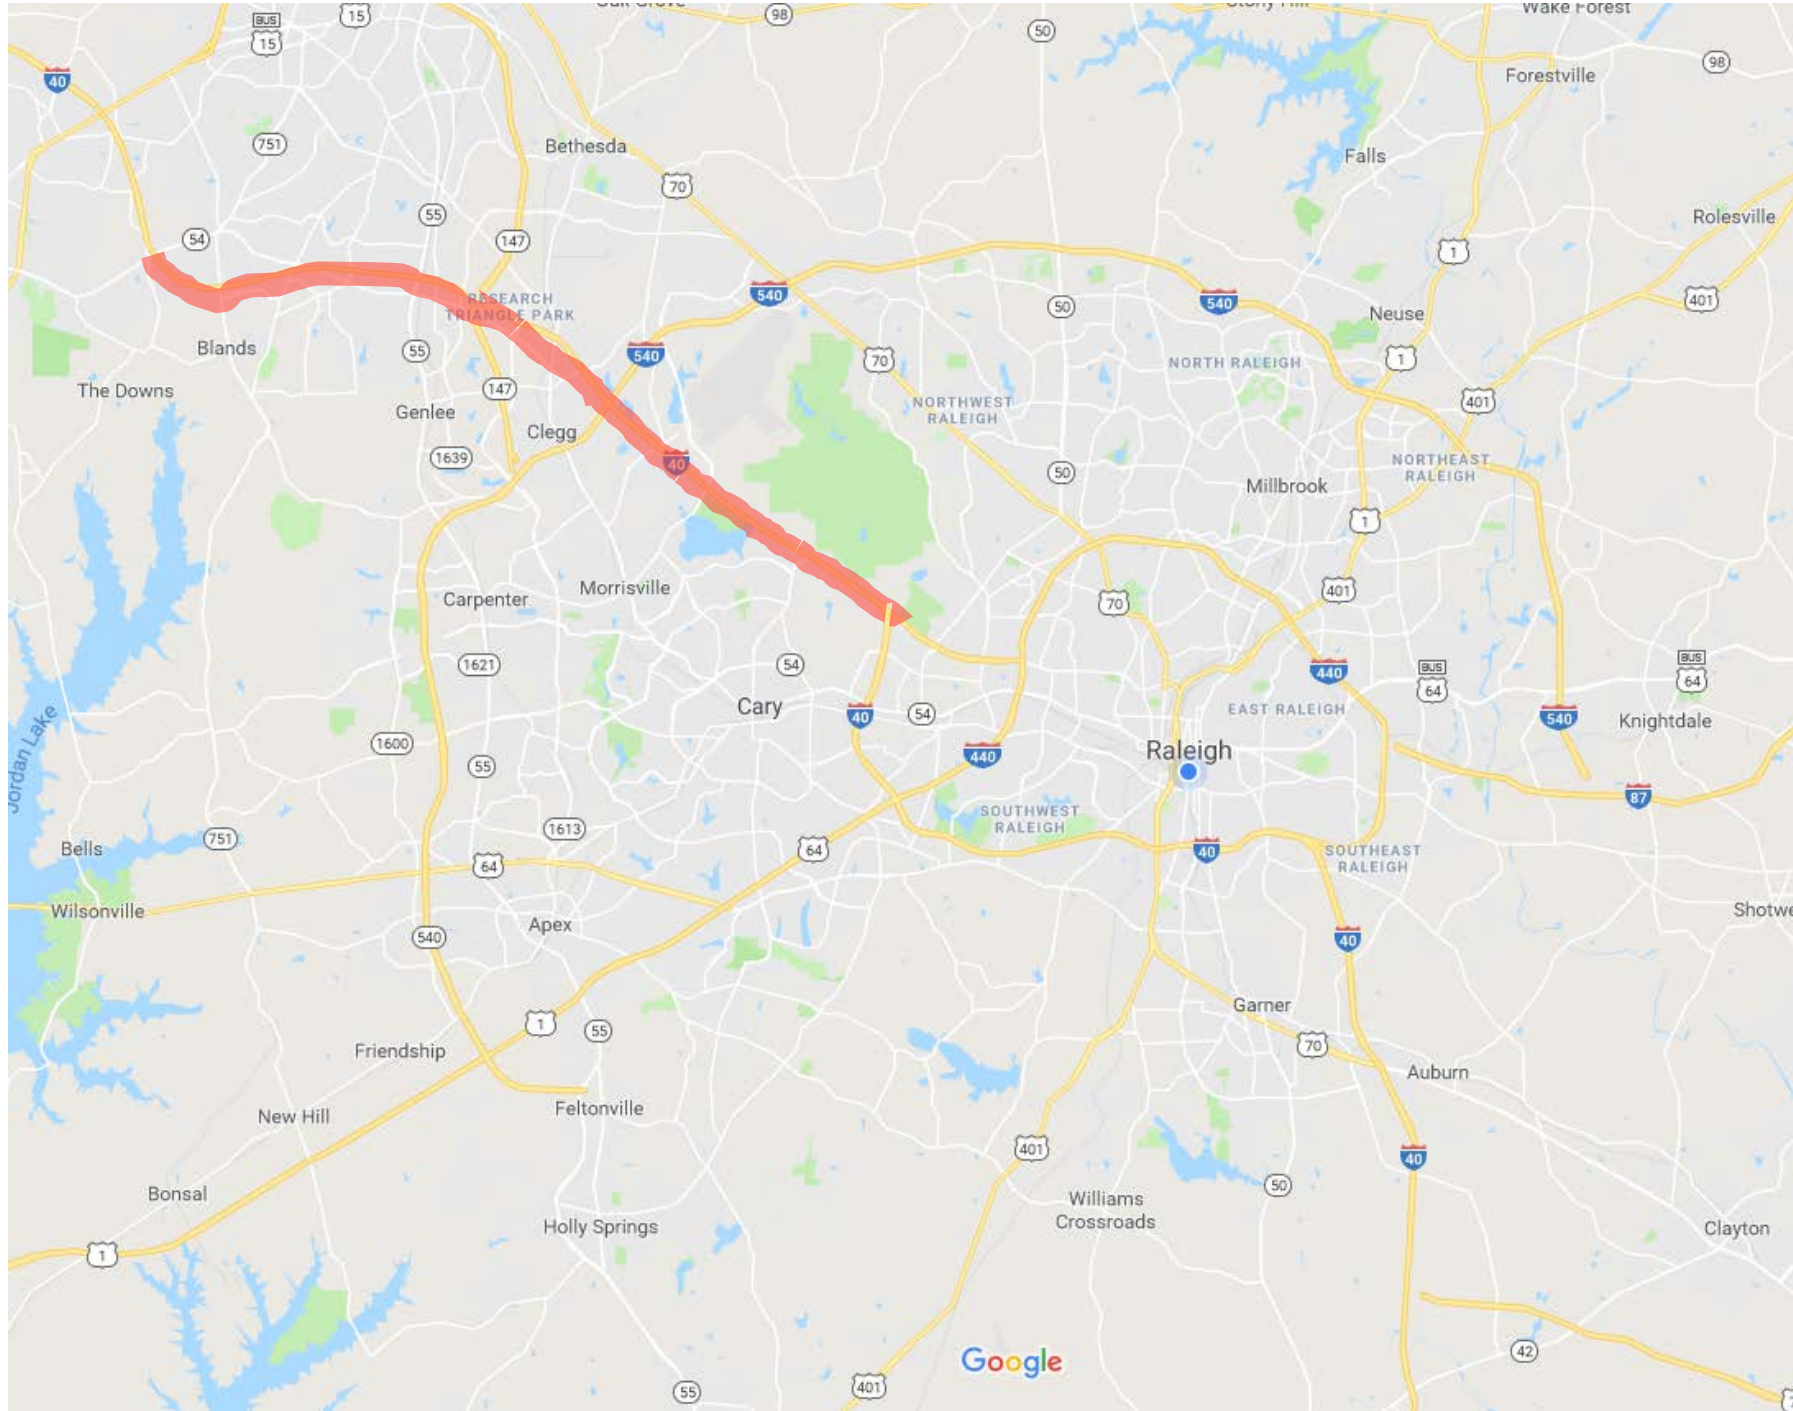 15
98
Wake Forest
BUS
15
50
98
40
Forestville
751
Bethesda
Falls
70
55
Rolesville
54
147
1
540
540
401
RESEARCH
TRIANGLE PARK
50
Neuse
Blands
55
540
70
NORTH RALEIGH
1
The Downs
147
NORTHWEST
RALEIGH
401
Genlee
Clegg
1639
40
50
NORTHEAST
RALEIGH
Millbrook
1
Morrisville
Carpenter
70
401
1621
54
440
BUS
64
BUS
64
Cary
40
54
EAST RALEIGH
540
Knightdale
1600
55
440
Raleigh
Jordan Lake
87
SOUTHWEST
RALEIGH
751
1613
64
40
Bells
64
SOUTHEAST
RALEIGH
Wilsonville
Shotwe
Apex
540
40
Garner
1
55
70
Friendship
Auburn
New Hill
Feltonville
401
40
Bonsal
50
Williams
Crossroads
Holly Springs
Clayton
1
Google
42
55
401